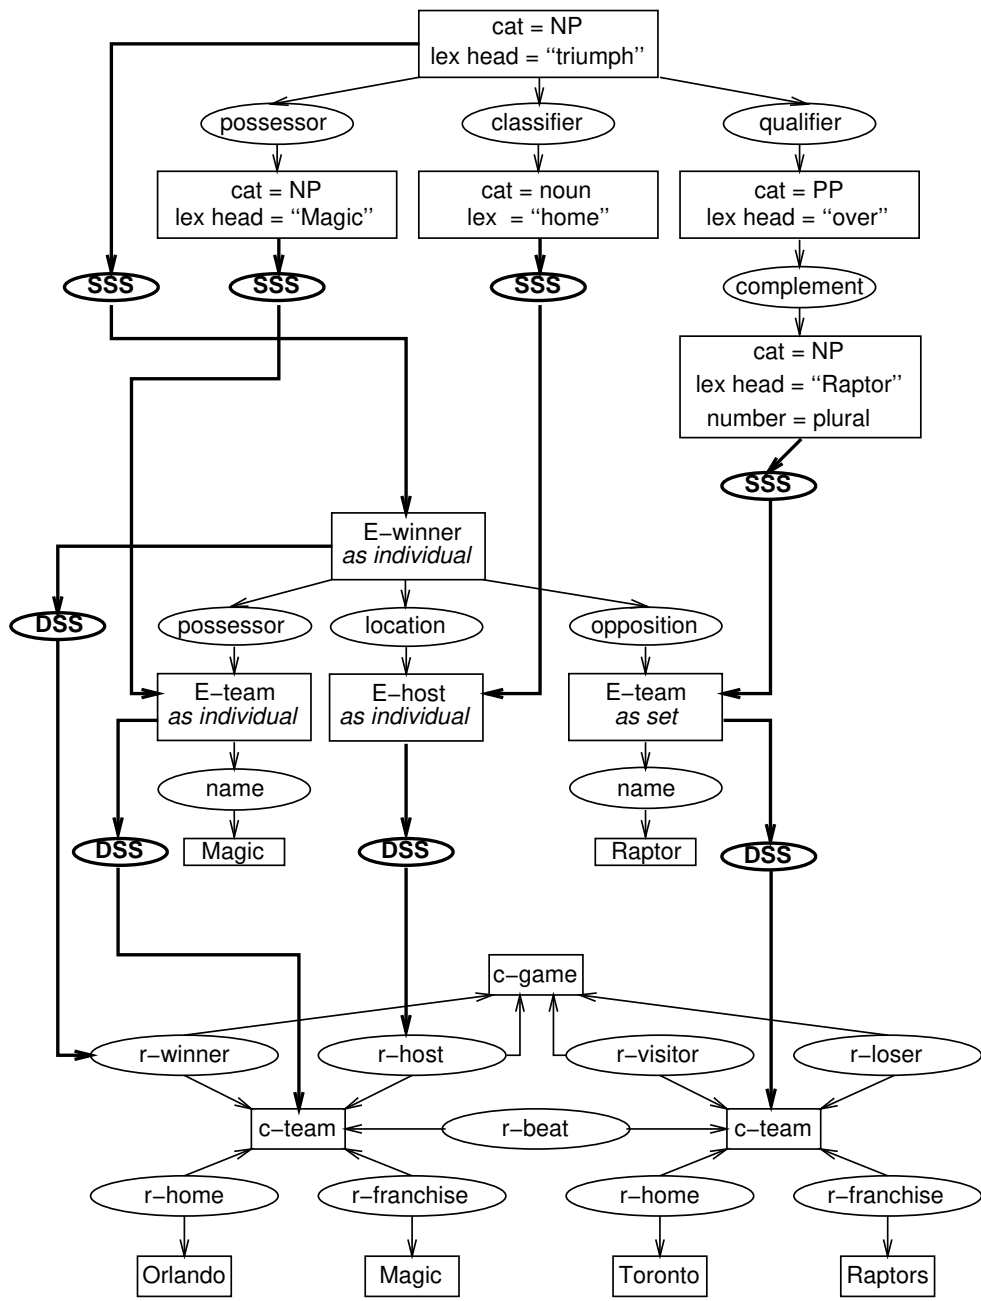 cat = NP
lex head = ‘‘triumph’’
possessor
classifier
qualifier
cat = NP
lex head = ‘‘Magic’’
cat = noun
lex = ‘‘home’’
cat = PP
lex head = ‘‘over’’
SSS
SSS
SSS
complement
cat = NP
lex head = ‘‘Raptor’’
number = plural
SSS
E−winner
as individual
DSS
possessor
location
opposition
E−team
as individual
E−host
as individual
E−team
as set
name
name
DSS
Magic
DSS
Raptor
DSS
c−game
r−winner
r−host
r−visitor
r−loser
c−team
r−beat
c−team
r−home
r−franchise
r−home
r−franchise
Orlando
Magic
Toronto
Raptors